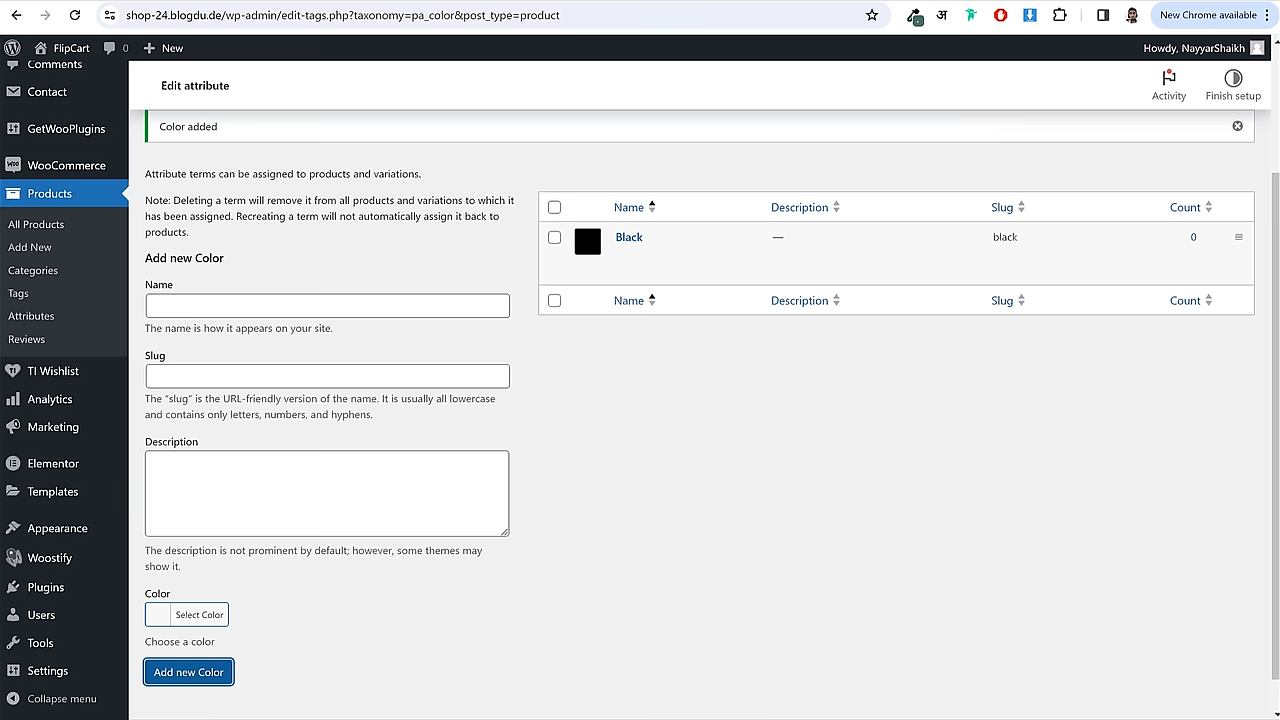 shop-24.blogdu.de/wp-admin/edit-tags.php?taxonomy=pa_color&post_type=product
New Chrome available
FlipCart
0
New
Howdy, NayyarShaikh
Comments
Contact
GetWooPlugins
WooCommerce
Products
All Products
Add New
Categories
Tags
Attributes
Reviews
TI Wishlist
Analytics
Marketing
Elementor
Templates
Appearance
Woostify
Plugins
Users
Tools
Settings
Collapse menu
Edit attribute
Activity
Finish setup
Color added
Attribute terms can be assigned to products and variations.
Note: Deleting a term will remove it from all products and variations to which it
has been assigned. Recreating a term will not automatically assign it back to
products.
Add new Color
Name
The name is how it appears on your site.
Slug
The “slug” is the URL-friendly version of the name. It is usually all lowercase
and contains only letters, numbers, and hyphens.
Description
The description is not prominent by default; however, some themes may
show it.
Color
Select Color
Choose a color
Add new Color
Name Description Slug Count
Black — black 0
Name Description Slug Count